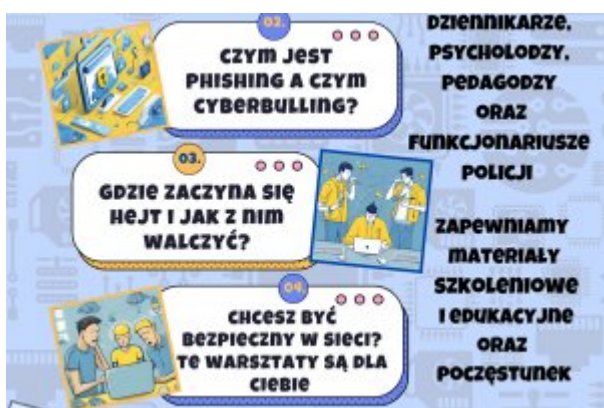 02.
CZYM JEST
PHISHING A CZYM
CYBERBULLING?
03.
GDZIE ZACZYNA SIĘ
HEJT I JAK Z NIM
WALCZYĆ?
04.
CHCESZ BYĆ
BEZPIECZNY W SIECI?
TE WARSZTATY SĄ DLA
CIEBIE
DZIENNIKARZE,
PSYCHOLODZY,
PEDAGODZY
ORAZ
FUNKCJONARIUSZE
POLICJI
ZAPEWNIAMY
MATERIAŁY
SZKOLENIOWE
I EDUKACYJNE
ORAZ
POCZĘSTUNEK